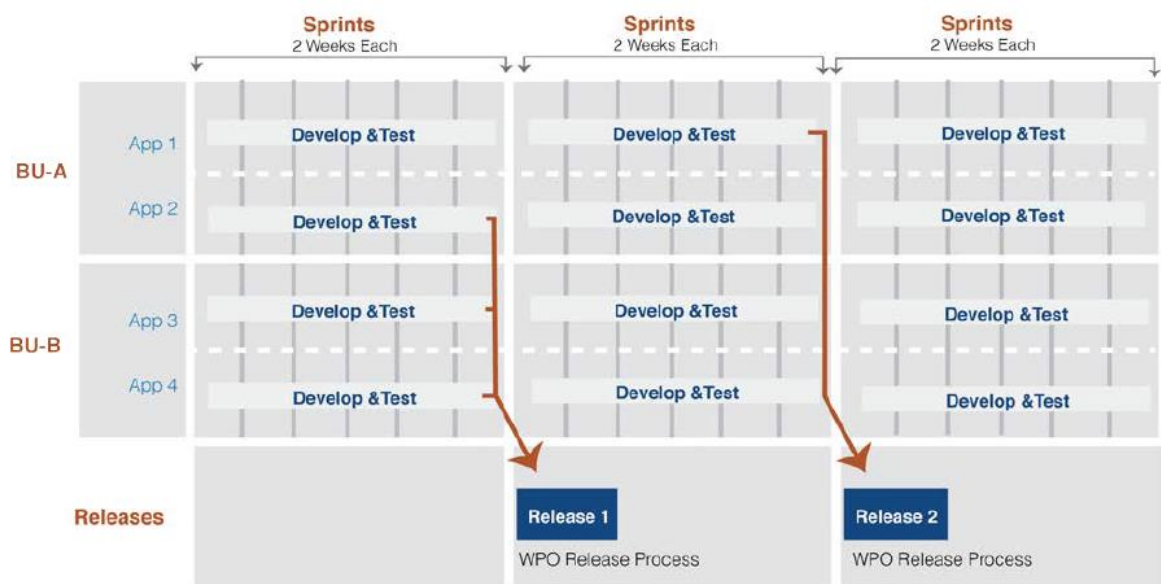 Sprints
2 Weeks Each
Sprints
2 Weeks Each
Sprints
2 Weeks Each
BU-A
App 1
Develop &Test
Develop &Test
Develop &Test
App 2
Develop &Test
Develop &Test
Develop &Test
BU-B
App 3
Develop &Test
Develop &Test
Develop &Test
App 4
Develop &Test
Develop &Test
Develop &Test
Releases
Release 1
WPO Release Process
Release 2
WPO Release Process